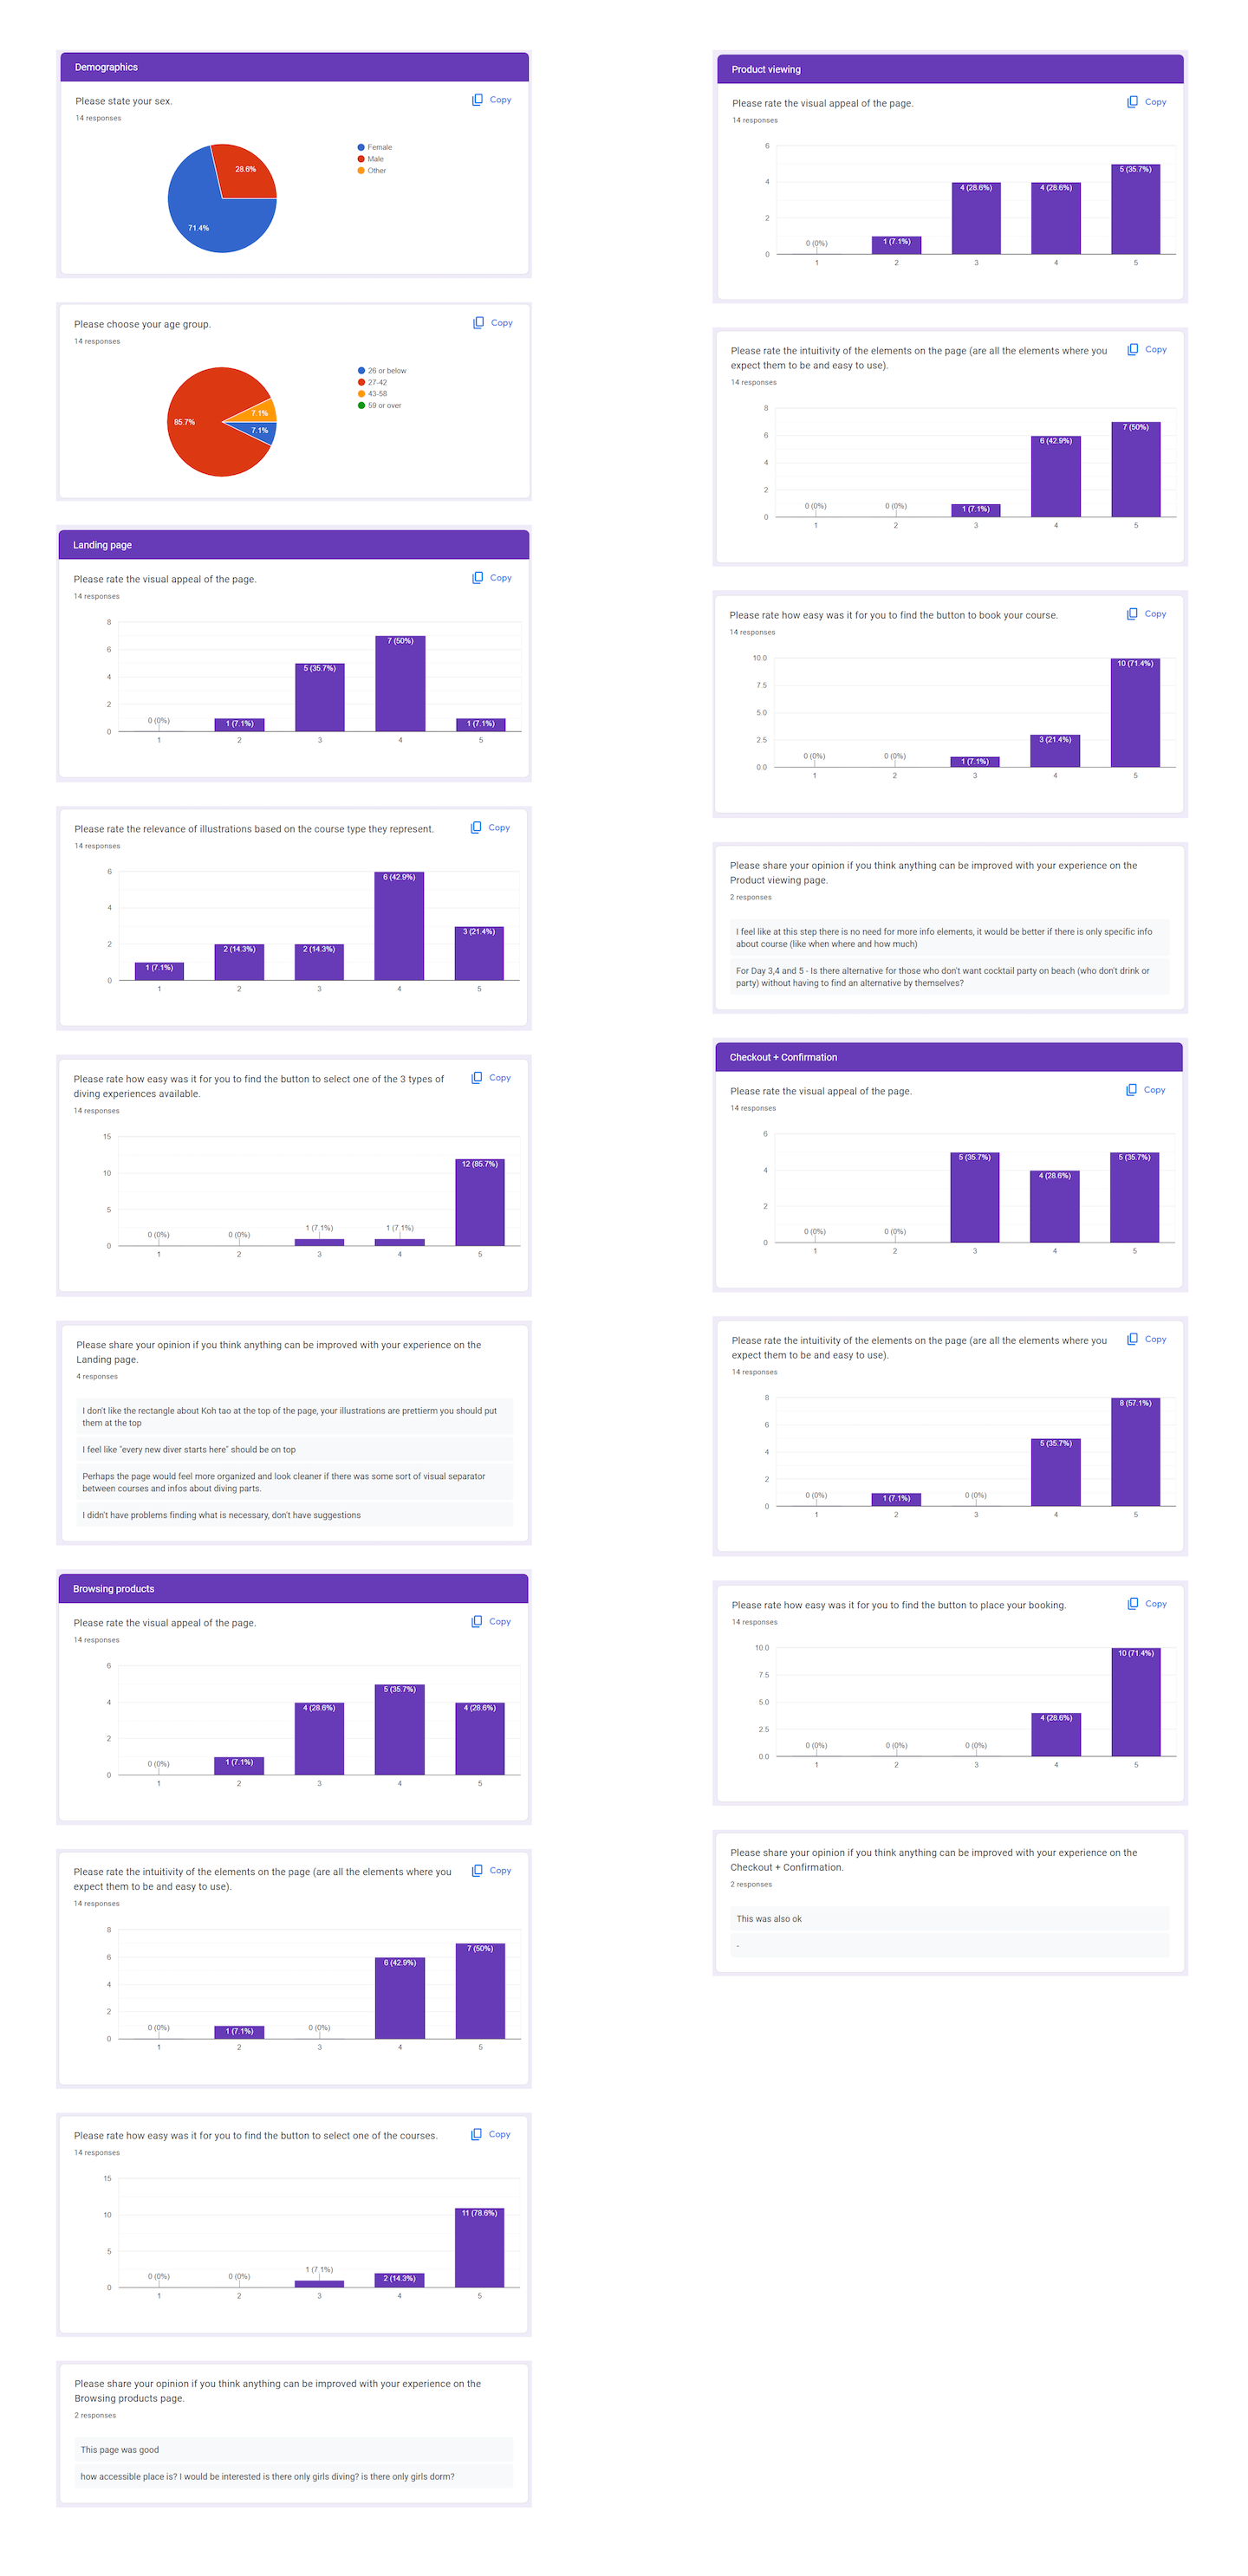 Demographics
Please state your sex.
Copy
14 responses
Female
Male
Other
28.6%
71.4%
Please choose your age group.
Copy
14 responses
26 or below
27-42
43-58
59 or over
85.7%
7.1%
7.1%
Landing page
Please rate the visual appeal of the page.
Copy
14 responses
8
6
4
2
0
0 (0%)
1 (7.1%)
5 (35.7%)
7 (50%)
1 (7.1%)
1 2 3 4 5
Please rate the relevance of illustrations based on the course type they represent.
Copy
14 responses
6
4
2
0
1 (7.1%)
2 (14.3%)
2 (14.3%)
6 (42.9%)
3 (21.4%)
1 2 3 4 5
Please rate how easy was it for you to find the button to select one of the 3 types of
diving experiences available.
Copy
14 responses
15
10
5
0
0 (0%)
0 (0%)
1 (7.1%)
1 (7.1%)
12 (85.7%)
1 2 3 4 5
Please share your opinion if you think anything can be improved with your experience on the
Landing page.
4 responses
I don't like the rectangle about Koh tao at the top of the page, your illustrations are prettierm you should put
them at the top
I feel like "every new diver starts here" should be on top
Perhaps the page would feel more organized and look cleaner if there was some sort of visual separator
between courses and infos about diving parts.
I didn't have problems finding what is necessary, don't have suggestions
Browsing products
Please rate the visual appeal of the page.
Copy
14 responses
6
4
2
0
0 (0%)
1 (7.1%)
4 (28.6%)
5 (35.7%)
4 (28.6%)
1 2 3 4 5
Please rate the intuitivity of the elements on the page (are all the elements where you
expect them to be and easy to use).
Copy
14 responses
8
6
4
2
0
0 (0%)
1 (7.1%)
0 (0%)
6 (42.9%)
7 (50%)
1 2 3 4 5
Please rate how easy was it for you to find the button to select one of the courses.
Copy
14 responses
15
10
5
0
0 (0%)
0 (0%)
1 (7.1%)
2 (14.3%)
11 (78.6%)
1 2 3 4 5
Please share your opinion if you think anything can be improved with your experience on the
Browsing products page.
2 responses
This page was good
how accessible place is? I would be interested is there only girls diving? is there only girls dorm?
Product viewing
Please rate the visual appeal of the page.
Copy
14 responses
6
4
2
0
0 (0%)
1 (7.1%)
4 (28.6%)
4 (28.6%)
5 (35.7%)
1 2 3 4 5
Please rate the intuitivity of the elements on the page (are all the elements where you
expect them to be and easy to use).
Copy
14 responses
8
6
4
2
0
0 (0%)
0 (0%)
1 (7.1%)
6 (42.9%)
7 (50%)
1 2 3 4 5
Please rate how easy was it for you to find the button to book your course.
Copy
14 responses
10.0
7.5
5.0
2.5
0.0
0 (0%)
0 (0%)
1 (7.1%)
3 (21.4%)
10 (71.4%)
1 2 3 4 5
Please share your opinion if you think anything can be improved with your experience on the
Product viewing page.
2 responses
I feel like at this step there is no need for more info elements, it would be better if there is only specific info
about course (like when where and how much)
For Day 3,4 and 5 - Is there alternative for those who don't want cocktail party on beach (who don't drink or
party) without having to find an alternative by themselves?
Checkout + Confirmation
Please rate the visual appeal of the page.
Copy
14 responses
6
4
2
0
0 (0%)
0 (0%)
5 (35.7%)
4 (28.6%)
5 (35.7%)
1 2 3 4 5
Please rate the intuitivity of the elements on the page (are all the elements where you
expect them to be and easy to use).
Copy
14 responses
8
6
4
2
0
0 (0%)
1 (7.1%)
0 (0%)
5 (35.7%)
8 (57.1%)
1 2 3 4 5
Please rate how easy was it for you to find the button to place your booking.
Copy
14 responses
10.0
7.5
5.0
2.5
0.0
0 (0%)
0 (0%)
0 (0%)
4 (28.6%)
10 (71.4%)
1 2 3 4 5
Please share your opinion if you think anything can be improved with your experience on the
Checkout + Confirmation.
2 responses
This was also ok
-